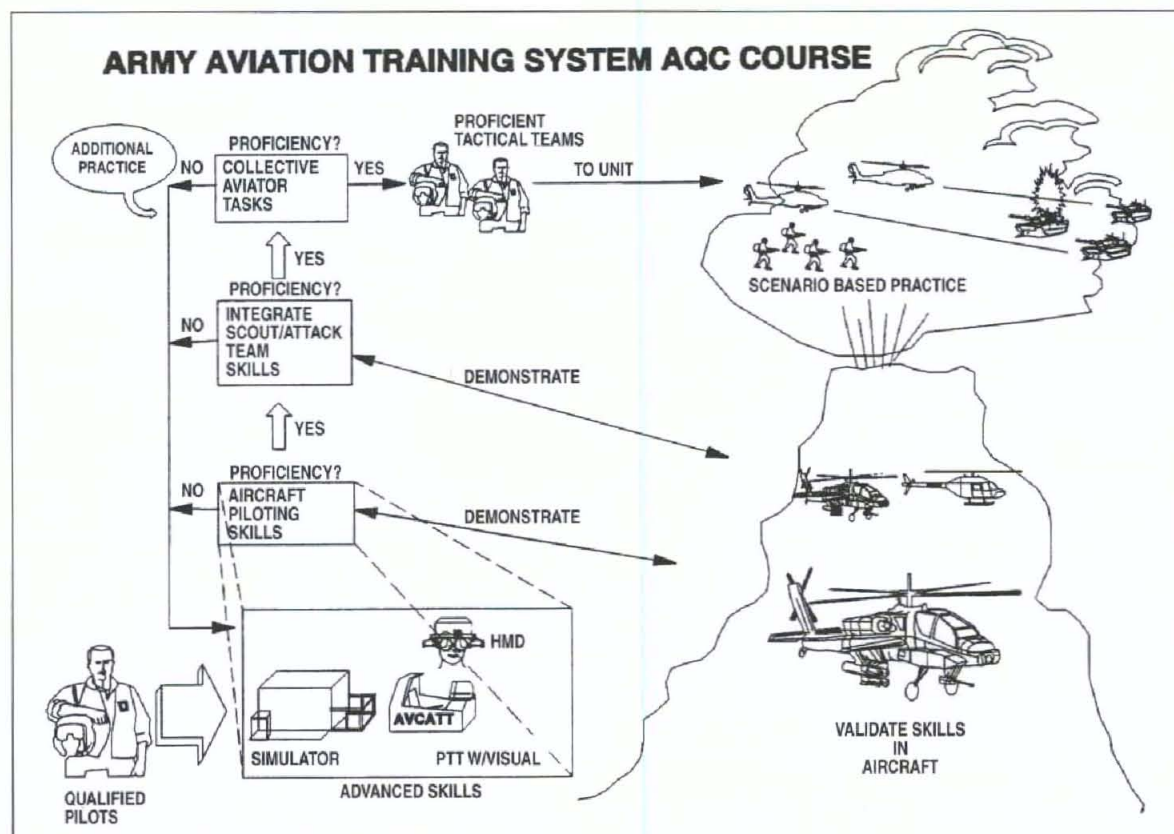 ARMY AVIATION TRAINING SYSTEM AQC COURSE
ADDITIONAL
PRACTICE
NO
PROFICIENCY?
COLLECTIVE
AVIATOR
TASKS
YES
PROFICIENT
TACTICAL TEAMS
TO UNIT
SCENARIO BASED PRACTICE
YES
PROFICIENCY?
NO
INTEGRATE
SCOUT/ATTACK
TEAM
SKILLS
DEMONSTRATE
YES
PROFICIENCY?
NO
AIRCRAFT
PILOTING
SKILLS
DEMONSTRATE
HMD
AVCATT
SIMULATOR
PTT W/VISUAL
ADVANCED SKILLS
QUALIFIED
PILOTS
VALIDATE SKILLS
IN
AIRCRAFT